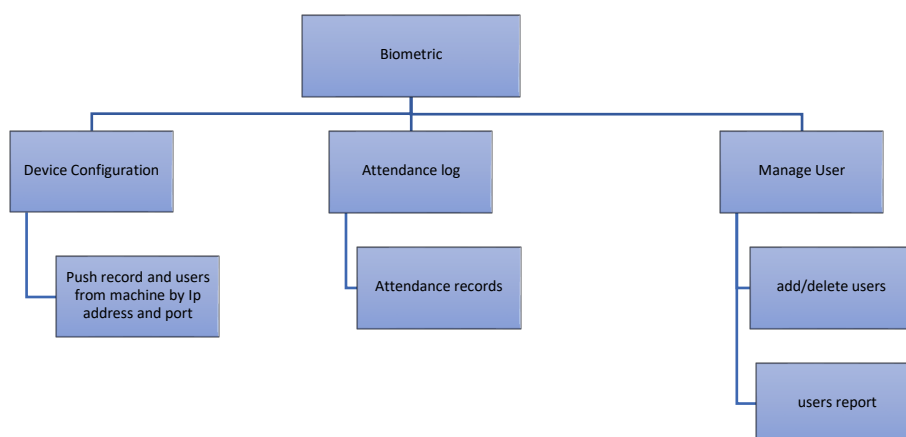 Biometric
Device Configuration
Attendance log
Manage User
Push record and users
from machine by Ip
address and port
Attendance records
add/delete users
users report